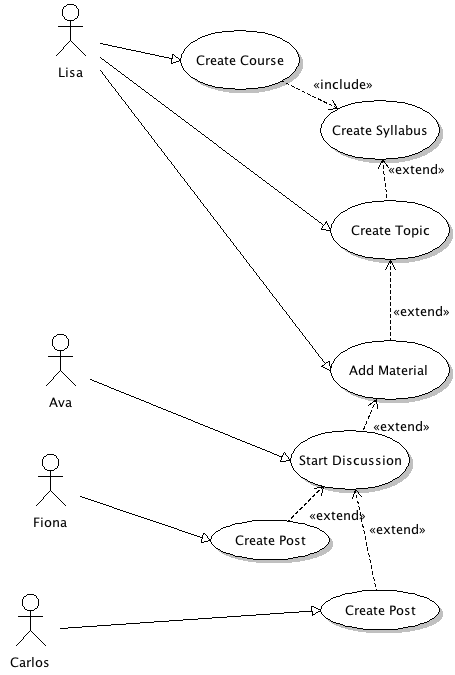 Lisa
Create Course
«include»
Create Syllabus
«extend»
Create Topic
«extend»
Add Material
Ava
«extend»
Start Discussion
Fiona
«extend»
Create Post
«extend»
Create Post
Carlos